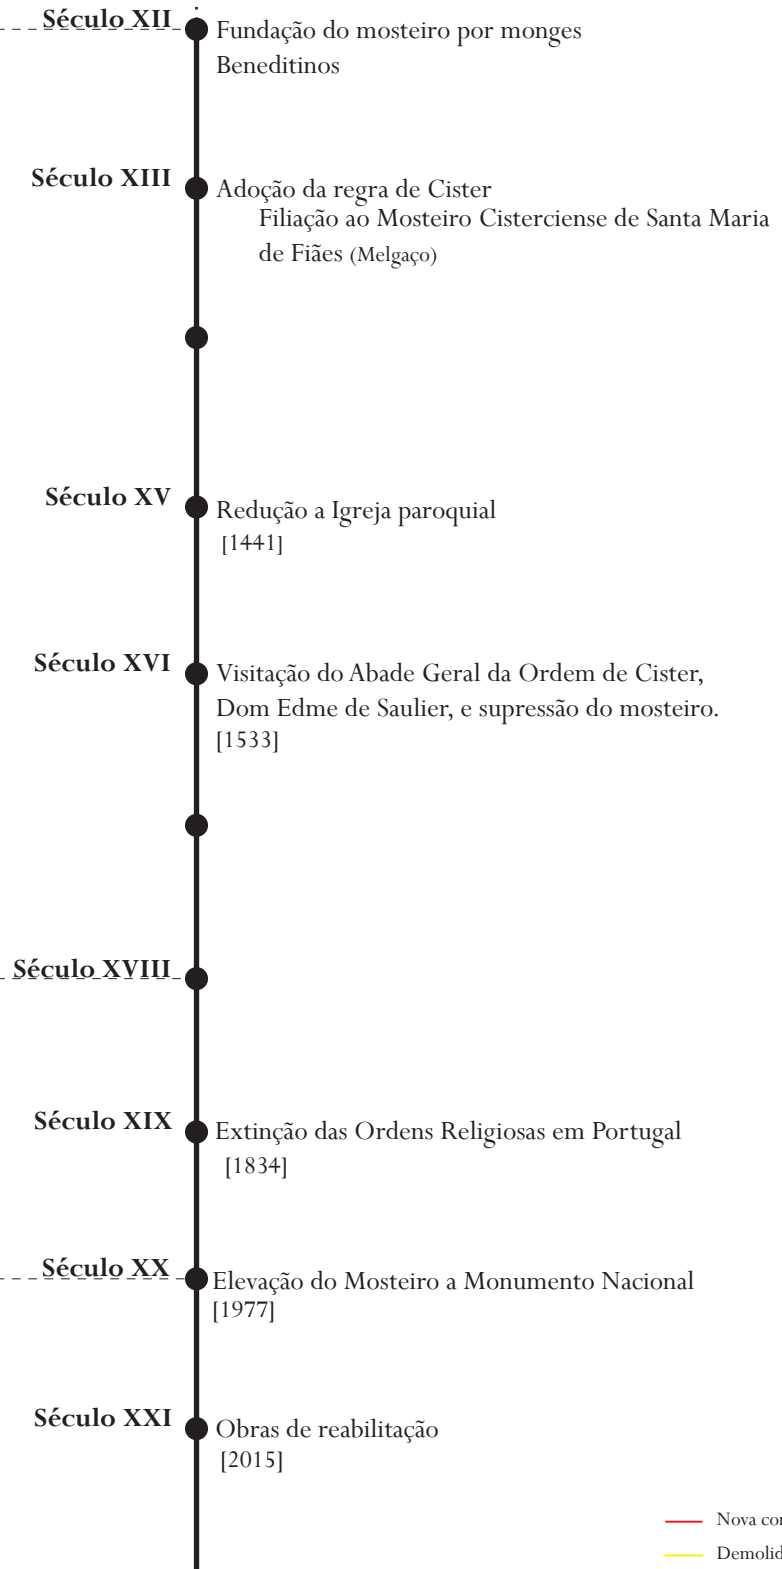 Século XII
Fundação do mosteiro por monges
Beneditinos
Século XIII
Adoção da regra de Cister
Filiação ao Mosteiro Cisterciense de Santa Maria
de Fiães (Melgaço)
Século XV
Redução a Igreja paroquial
[1441]
Século XVI
Visitação do Abade Geral da Ordem de Cister,
Dom Edme de Saulier, e supressão do mosteiro.
[1533]
Século XVIII
Século XIX
Extinção das Ordens Religiosas em Portugal
[1834]
Século XX
Elevação do Mosteiro a Monumento Nacional
[1977]
Século XXI
Obras de reabilitação
[2015]
Nova